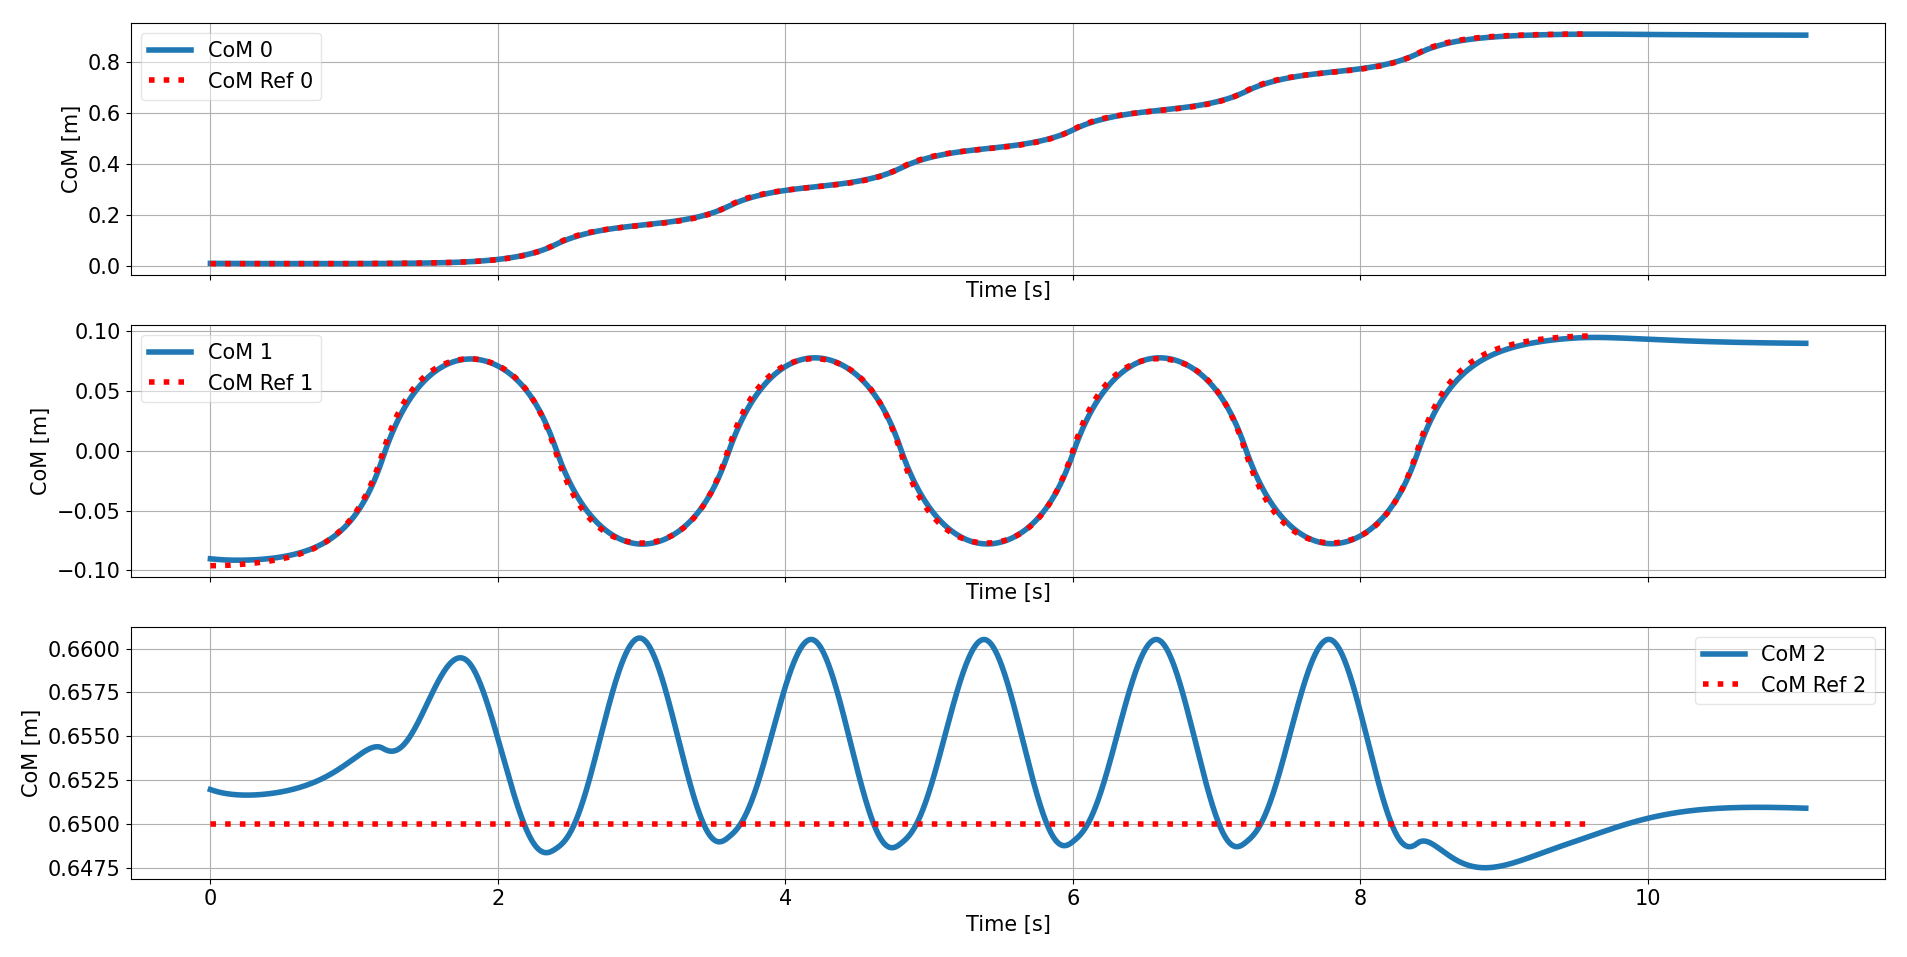 CoM 0
CoM Ref 0
0.8
0.6
0.4
0.2
0.0
CoM [m]
Time [s]
CoM 1
CoM Ref 1
0.10
0.05
0.00
−0.05
−0.10
CoM [m]
Time [s]
CoM 2
CoM Ref 2
0.6600
0.6575
0.6550
0.6525
0.6500
0.6475
CoM [m]
0 2 4 6 8 10
Time [s]